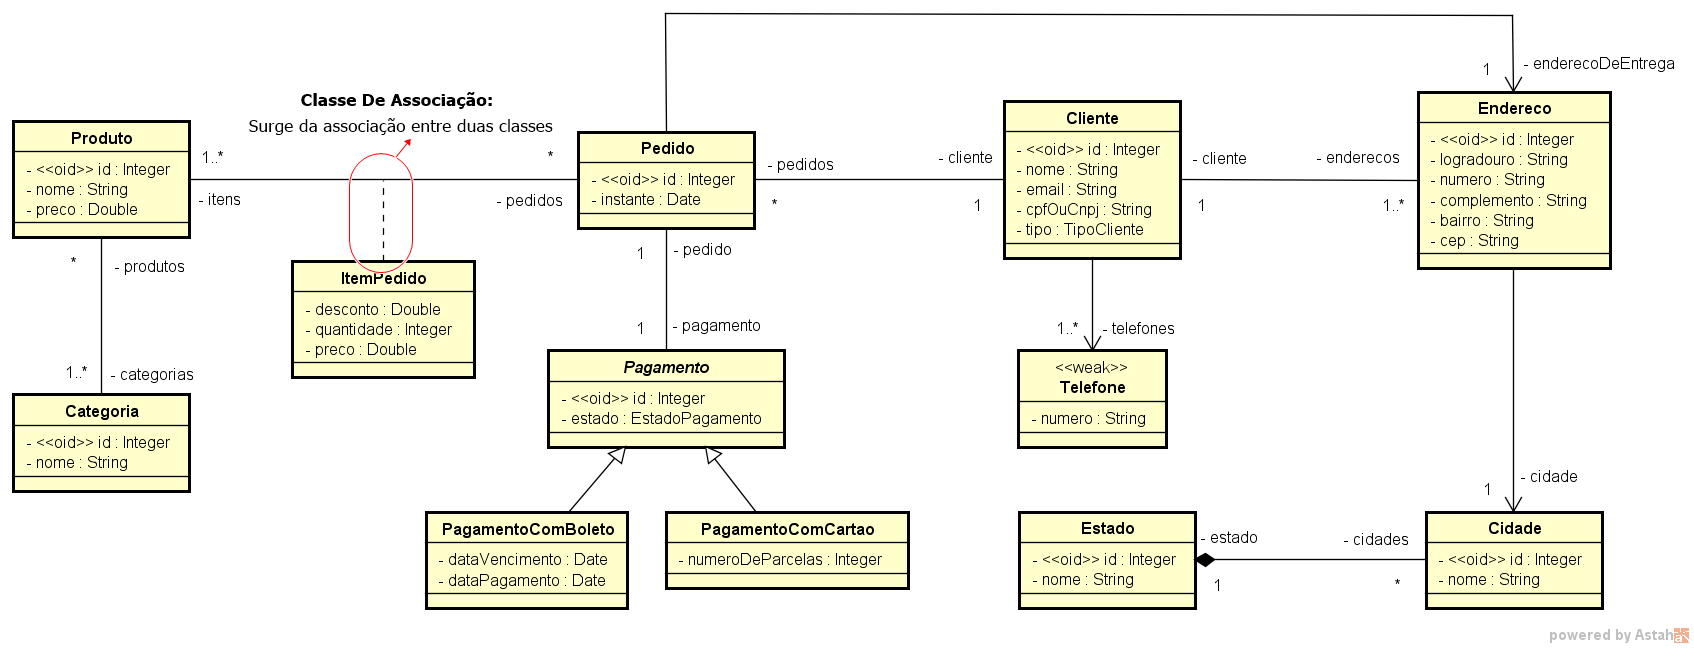 - enderecoDeEntrega
1
Classe De Associação:
Surge da associação entre duas classes
Produto
- <<oid>> id : Integer
- nome : String
- preco : Double
1..*
- itens
*
- pedidos
Pedido
- <<oid>> id : Integer
- instante : Date
- pedidos
*
- cliente
1
Cliente
- <<oid>> id : Integer
- nome : String
- email : String
- cpfOuCnpj : String
- tipo : TipoCliente
- cliente
1
- enderecos
1..*
Endereco
- <<oid>> id : Integer
- logradouro : String
- numero : String
- complemento : String
- bairro : String
- cep : String
*
- produtos
1..*
- categorias
Categoria
- <<oid>> id : Integer
- nome : String
ItemPedido
- desconto : Double
- quantidade : Integer
- preco : Double
1
- pedido
1
- pagamento
Pagamento
- <<oid>> id : Integer
- estado : EstadoPagamento
1..*
- telefones
<<weak>>
Telefone
- numero : String
PagamentoComBoleto
- dataVencimento : Date
- dataPagamento : Date
PagamentoComCartao
- numeroDeParcelas : Integer
Estado
- <<oid>> id : Integer
- nome : String
- estado
1
- cidades
*
- cidade
1
Cidade
- <<oid>> id : Integer
- nome : String
powered by Astah